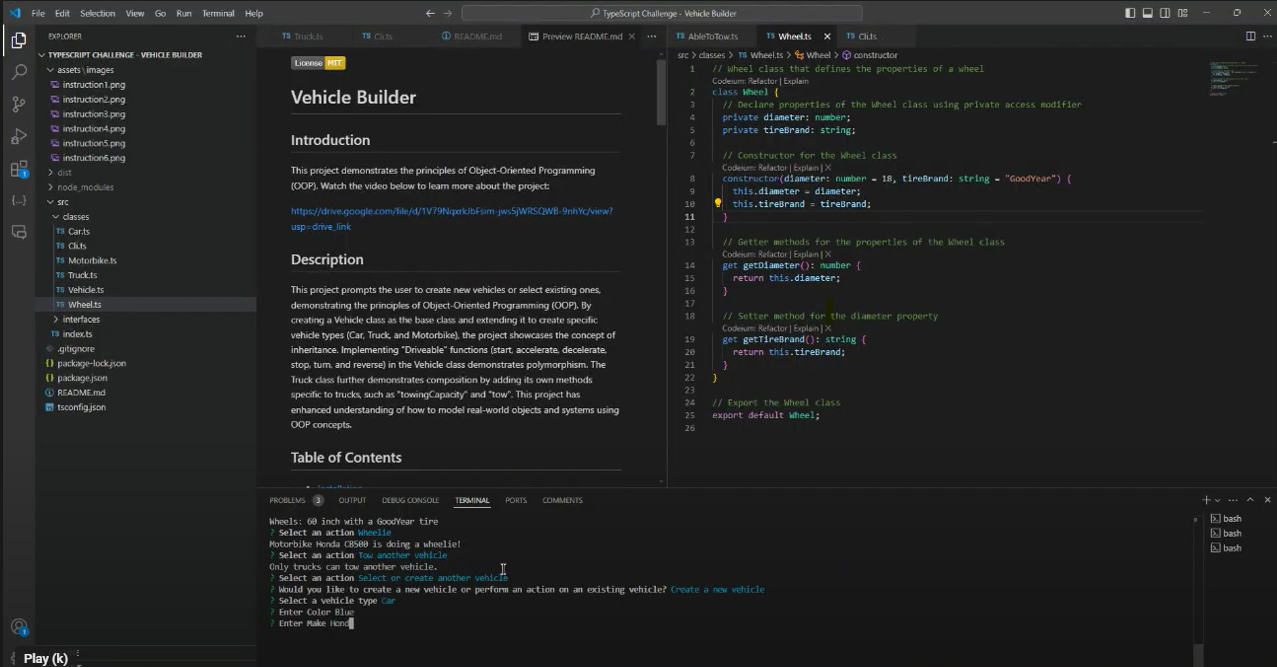 File Edit Selection View Go Run Terminal Help
TypeScript Challenge - Vehicle Builder
EXPLORER
TYPESCRIPT CHALLENGE - VEHICLE BUILDER
assets\images
instruction1.png
instruction2.png
instruction3.png
instruction4.png
instruction5.png
instruction6.png
dist
node_modules
src
classes
TS Car.ts
TS Cli.ts
TS Motorbike.ts
TS Truck.ts
TS Vehicle.ts
TS Wheel.ts
interfaces
TS index.ts
.gitignore
package-lock.json
package.json
README.md
tsconfig.json
TS Truck.ts TS Cli.ts README.md Preview README.md
License MIT
Vehicle Builder
Introduction
This project demonstrates the principles of Object-Oriented Programming
(OOP). Watch the video below to learn more about the project:
usp=drive_link
Description
This project prompts the user to create new vehicles or select existing ones,
demonstrating the principles of Object-Oriented Programming (OOP). By
creating a Vehicle class as the base class and extending it to create specific
vehicle types (Car, Truck, and Motorbike), the project showcases the concept of
inheritance. Implementing "Driveable" functions (start, accelerate, decelerate,
stop, turn, and reverse) in the Vehicle class demonstrates polymorphism. The
Truck class further demonstrates composition by adding its own methods
specific to trucks, such as "towingCapacity" and "tow". This project has
enhanced understanding of how to model real-world objects and systems using
OOP concepts.
Table of Contents
TS AbleToTow.ts TS Wheel.ts TS Cli.ts
src > classes > TS Wheel.ts > Wheel > constructor
1 // Wheel class that defines the properties of a wheel
Codeium: Refactor | Explain
2 class Wheel {
3 // Declare properties of the Wheel class using private access modifier
4 private diameter: number;
5 private tireBrand: string;
6
7 // Constructor for the Wheel class
Codeium: Refactor | Explain | X
8 constructor(diameter: number = 18, tireBrand: string = "GoodYear") {
9 this.diameter = diameter;
10 this.tireBrand = tireBrand;
11 }
12
13 // Getter methods for the properties of the Wheel class
Codeium: Refactor | Explain | X
14 get getDiameter(): number {
15 return this.diameter;
16 }
17
18 // Setter method for the diameter property
Codeium: Refactor | Explain | X
19 get getTireBrand(): string {
20 return this.tireBrand;
21 }
22 }
23
24 // Export the Wheel class
25 export default Wheel;
26
PROBLEMS 3 OUTPUT DEBUG CONSOLE TERMINAL PORTS COMMENTS
Wheels: 60 inch with a GoodYear tire
? Select an action Wheelie
Motorbike Honda CB500 is doing a wheelie!
? Select an action Tow another vehicle
Only trucks can tow another vehicle.
? Select an action Select or create another vehicle
? Would you like to create a new vehicle or perform an action on an existing vehicle? Create a new vehicle
? Select a vehicle type Car
? Enter Color Blue
? Enter Make Hond
bash
bash
bash
Play (k)